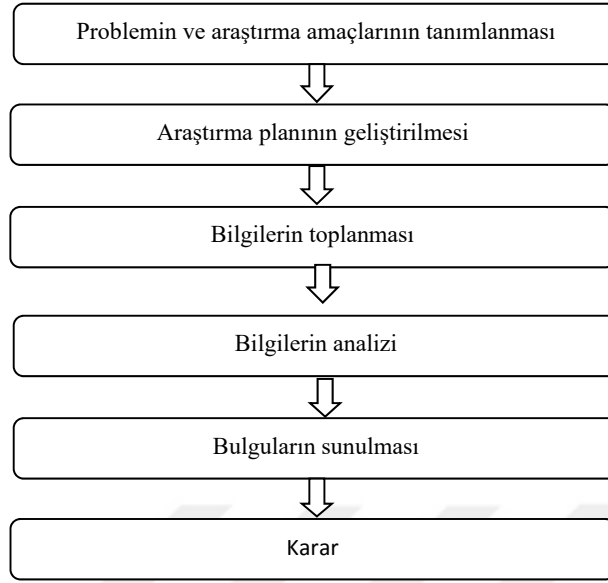 Problemin ve araştırma amaçlarının tanımlanması
Araştırma planının geliştirilmesi
Bilgilerin toplanması
Bilgilerin analizi
Bulguların sunulması
Karar